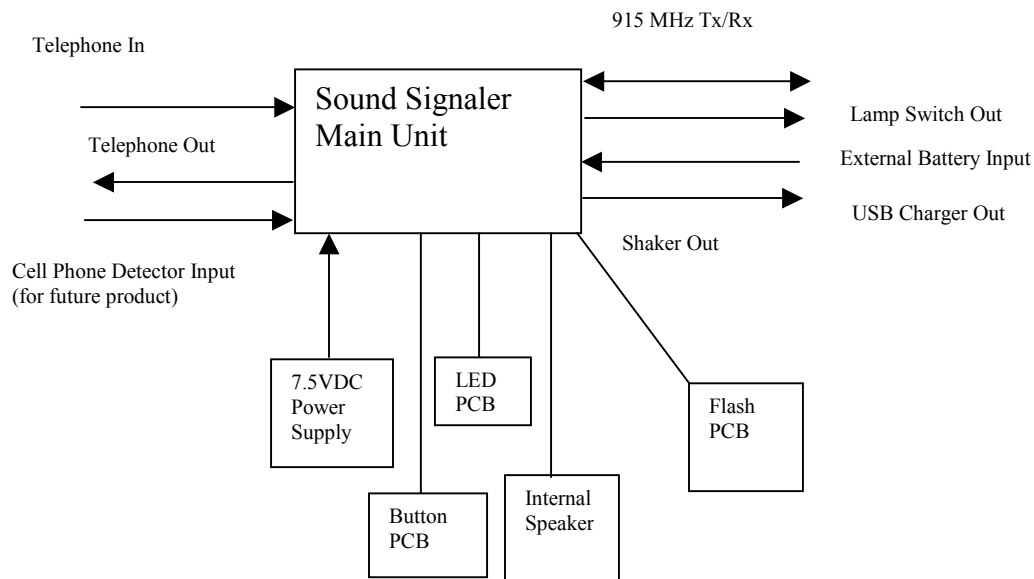 915 MHz Tx/Rx
Telephone In
Sound Signaler
Main Unit
Lamp Switch Out
Telephone Out
External Battery Input
USB Charger Out
Shaker Out
Cell Phone Detector Input
(for future product)
7.5VDC
Power
Supply
LED
PCB
Flash
PCB
Internal
Speaker
Button
PCB